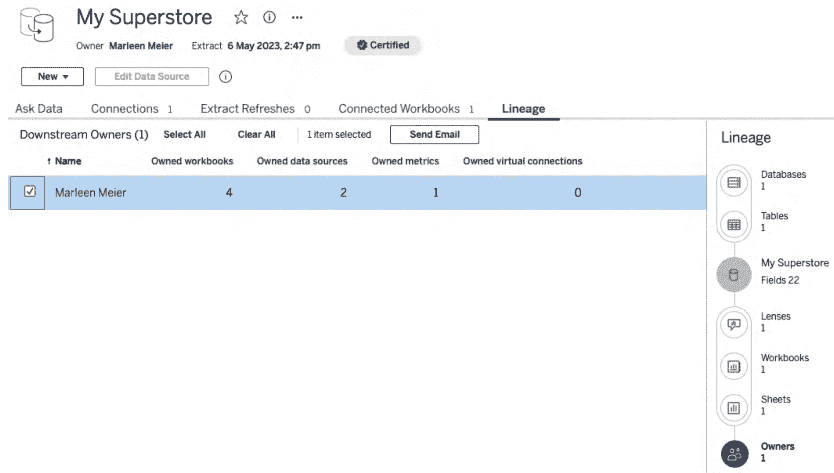 My Superstore
Owner Marleen Meier Extract 6 May 2023, 2:47 pm Certified
New Edit Data Source
Ask Data Connections 1 Extract Refreshes 0 Connected Workbooks 1 Lineage
Downstream Owners (1) Select All Clear All 1 item selected Send Email
↑ Name Owned workbooks Owned data sources Owned metrics Owned virtual connections
Marleen Meier 4 2 1 0
Lineage
Databases
1
Tables
1
My Superstore
Fields 22
Lenses
1
Workbooks
1
Sheets
1
Owners
1